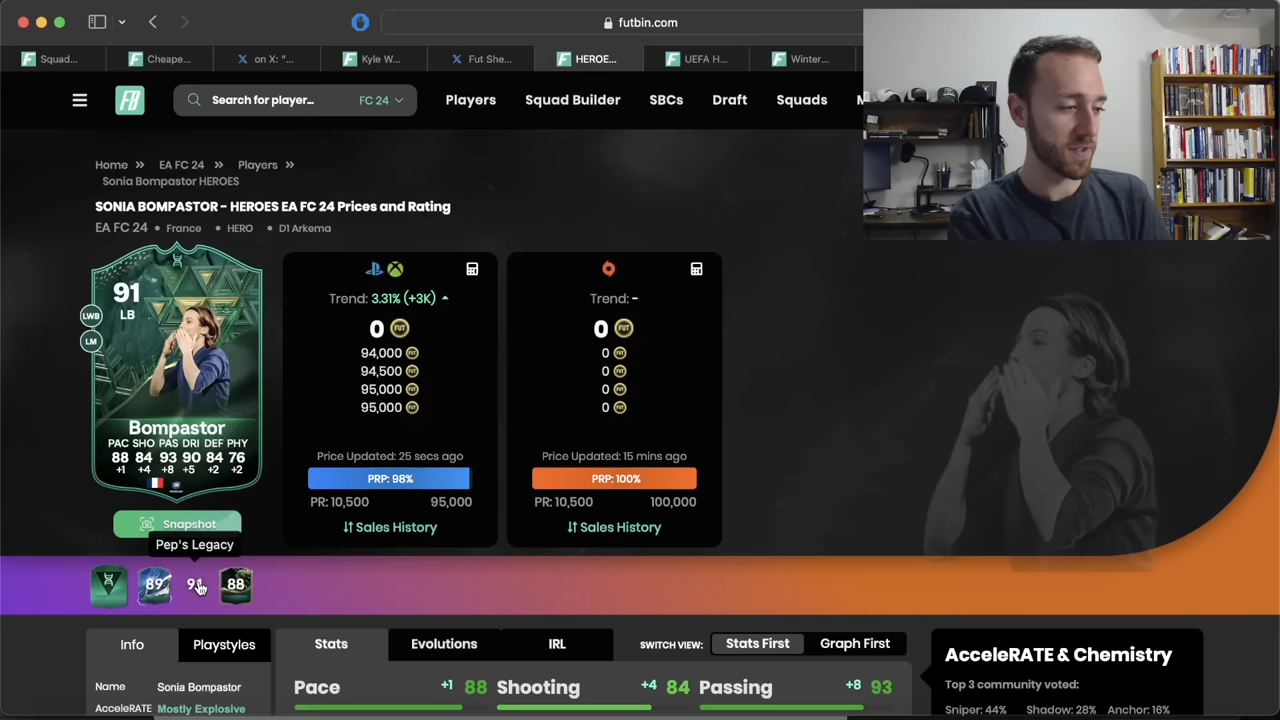 futbin.com
Squad...
Cheape...
on X: "...
Kyle W...
Fut She...
HEROE...
UEFA H...
Winter...
Search for player...
FC 24
Players
Squad Builder
SBCs
Draft
Squads
M
Home >> EA FC 24 >> Players >>
Sonia Bompastor HEROES
SONIA BOMPASTOR - HEROES EA FC 24 Prices and Rating
EA FC 24 • France • HERO • D1 Arkema
91
LB
LWB
LM
Bompastor
PAC SHO PAS DRI DEF PHY
88 84 93 90 84 76
+1 +4 +8 +5 +2 +2
Snapshot
Trend: 3.31% (+3K)
0
94,000
94,500
95,000
95,000
Price Updated: 25 secs ago
PRP: 98%
PR: 10,500 95,000
Sales History
Trend: -
0
0
0
0
0
Price Updated: 15 mins ago
PRP: 100%
PR: 10,500 100,000
Sales History
Pep's Legacy
89
88
Info
Playstyles
Name Sonia Bompastor
AcceleRATE Mostly Explosive
Stats
Evolutions
IRL
SWITCH VIEW:
Stats First
Graph First
Pace +1 88
Shooting +4 84
Passing +8 93
AcceleRATE & Chemistry
Top 3 community voted:
Sniper: 44% Shadow: 28% Anchor: 16%